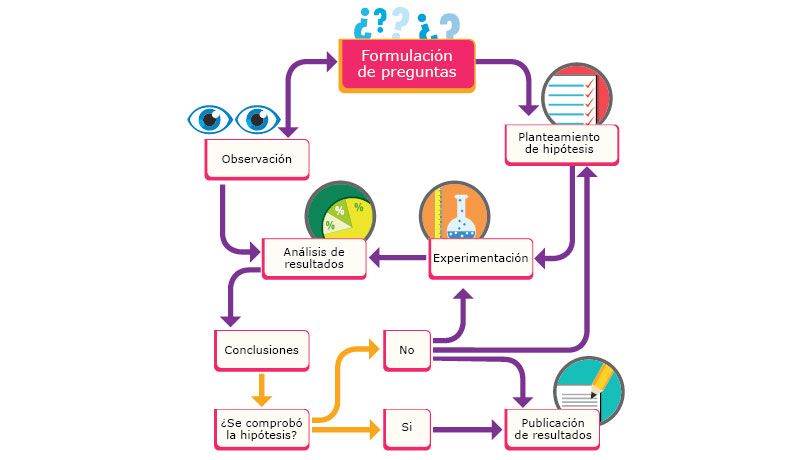 ¿? ? ¿?
Formulación
de preguntas
Planteamiento
de hipótesis
Observación
% %
%
Análisis de
resultados
Experimentación
Conclusiones
No
¿Se comprobó
la hipótesis?
Si
Publicación
de resultados